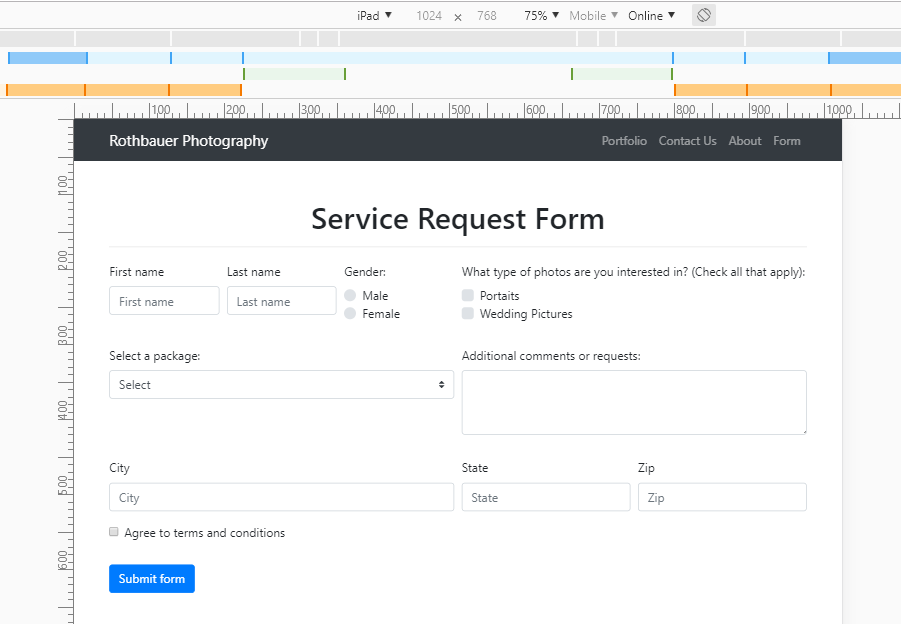 iPad ▼ 1024 x 768 75% ▼ Mobile ▼ Online ▼
100 200 300 400 500 600 700 800 900 1000
Rothbauer Photography Portfolio Contact Us About Form
100
200
300
400
500
600
Service Request Form
First name Last name Gender: What type of photos are you interested in? (Check all that apply):
First name Last name Male Portaits
Female Wedding Pictures
Select a package: Additional comments or requests:
Select
City State Zip
City State Zip
Agree to terms and conditions
Submit form